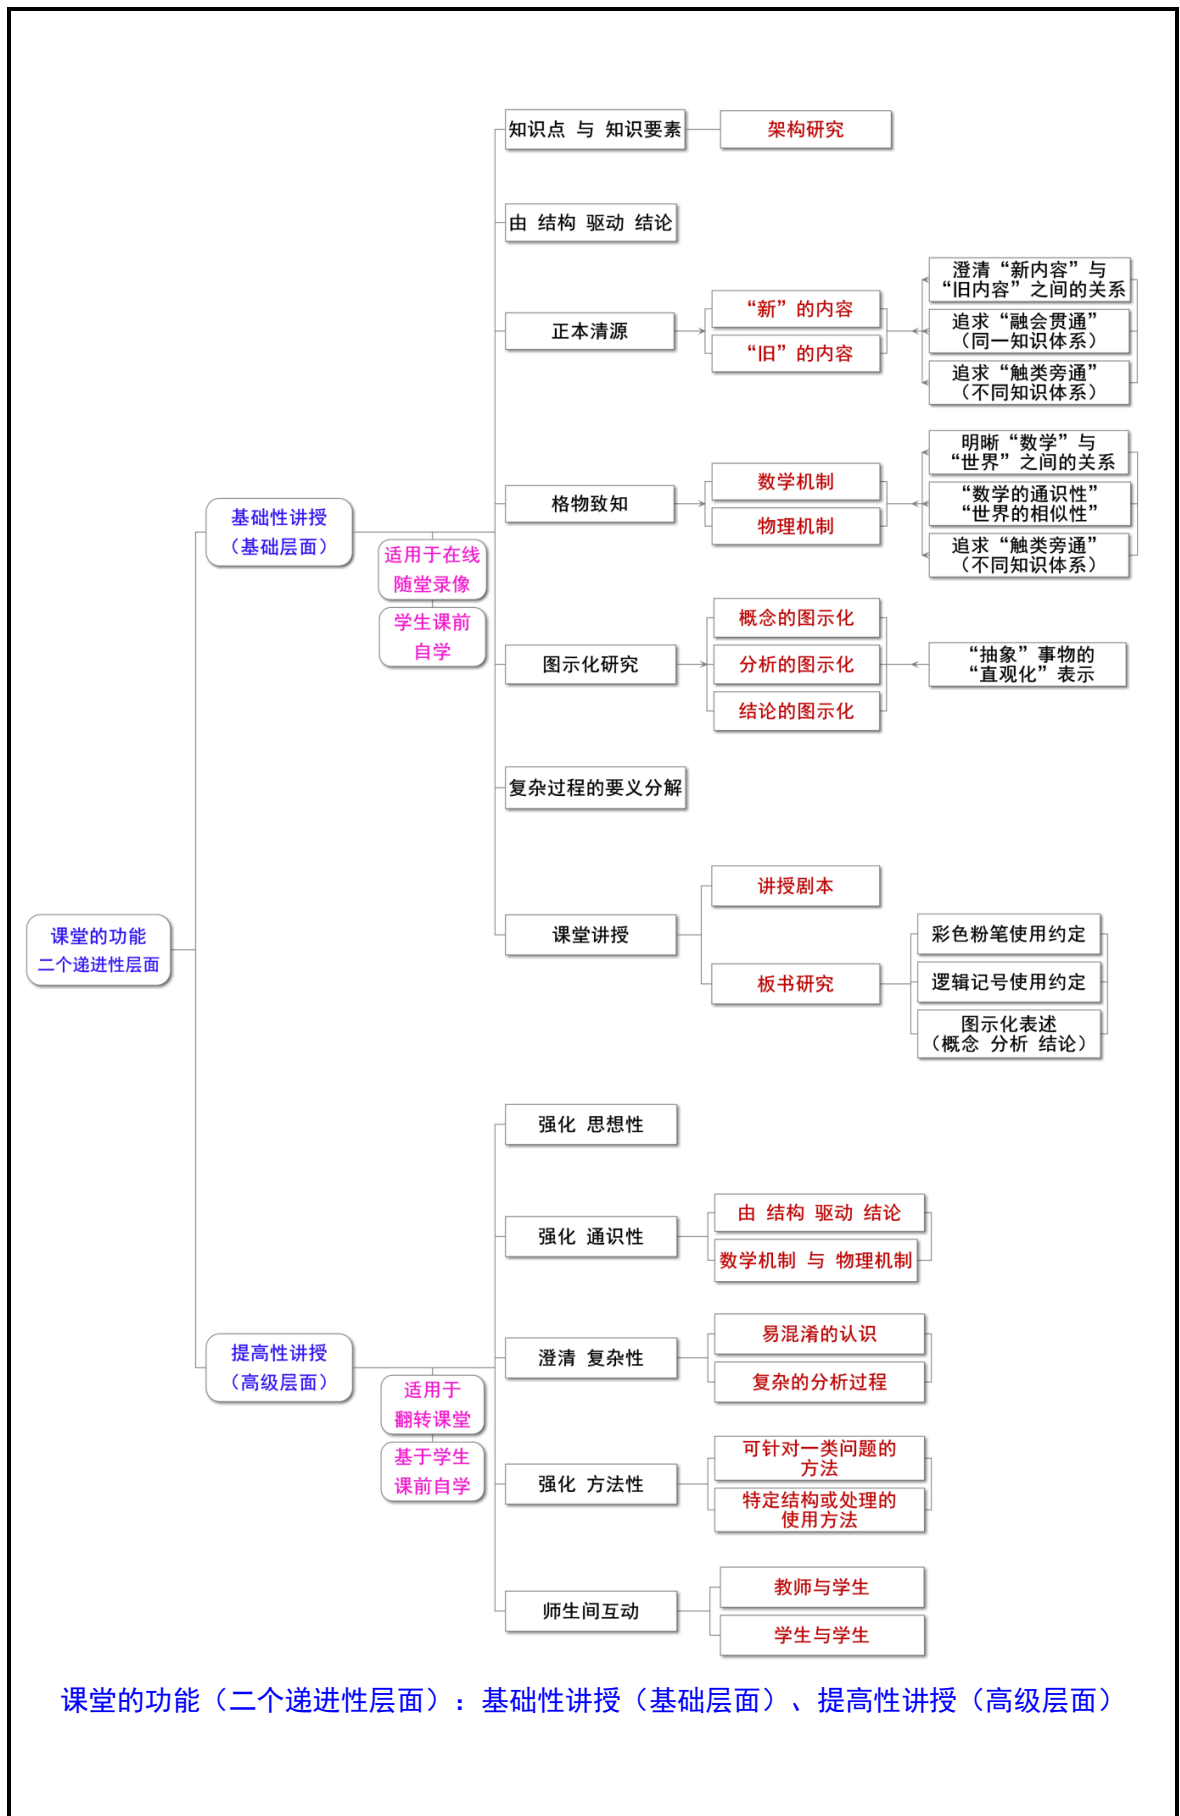 知识点 与 知识要素
架构研究
由 结构 驱动 结论
正本清源
“新”的内容
“旧”的内容
澄清“新内容”与
“旧内容”之间的关系
追求“融会贯通”
（同一知识体系）
追求“触类旁通”
（不同知识体系）
格物致知
数学机制
物理机制
明晰“数学”与
“世界”之间的关系
“数学的通识性”
“世界的相似性”
追求“触类旁通”
（不同知识体系）
基础性讲授
（基础层面）
适用于在线
随堂录像
学生课前
自学
图示化研究
概念的图示化
分析的图示化
结论的图示化
“抽象”事物的
“直观化”表示
复杂过程的要义分解
课堂讲授
讲授剧本
板书研究
彩色粉笔使用约定
逻辑记号使用约定
图示化表述
（概念 分析 结论）
课堂的功能
二个递进性层面
强化 思想性
强化 通识性
由 结构 驱动 结论
数学机制 与 物理机制
提高性讲授
（高级层面）
适用于
翻转课堂
基于学生
课前自学
澄清 复杂性
易混淆的认识
复杂的分析过程
强化 方法性
可针对一类问题的
方法
特定结构或处理的
使用方法
师生间互动
教师与学生
学生与学生
课堂的功能（二个递进性层面）：基础性讲授（基础层面）、提高性讲授（高级层面）